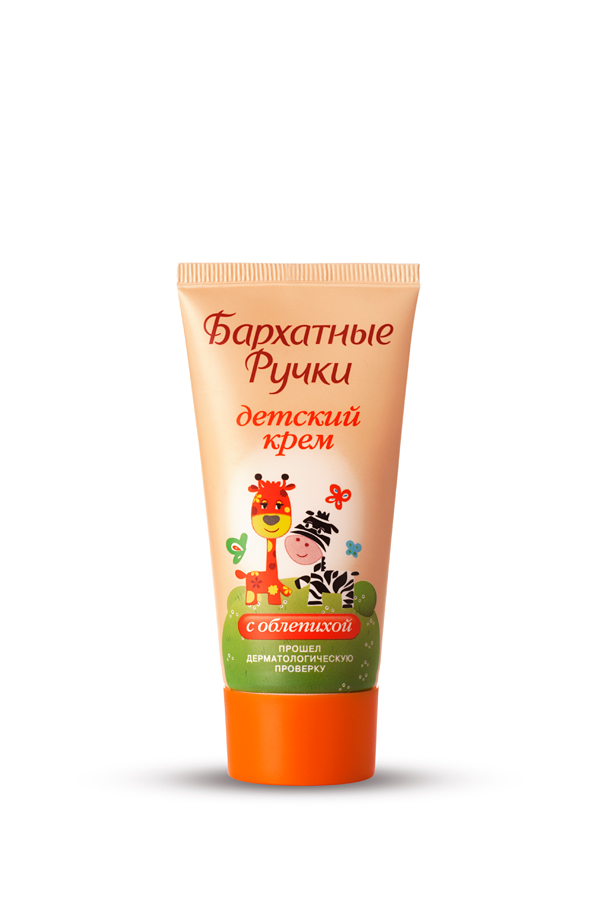 Бархатные
Ручки
детский
крем
с облепихой
ПРОШЕЛ
ДЕРМАТОЛОГИЧЕСКУЮ
ПРОВЕРКУ